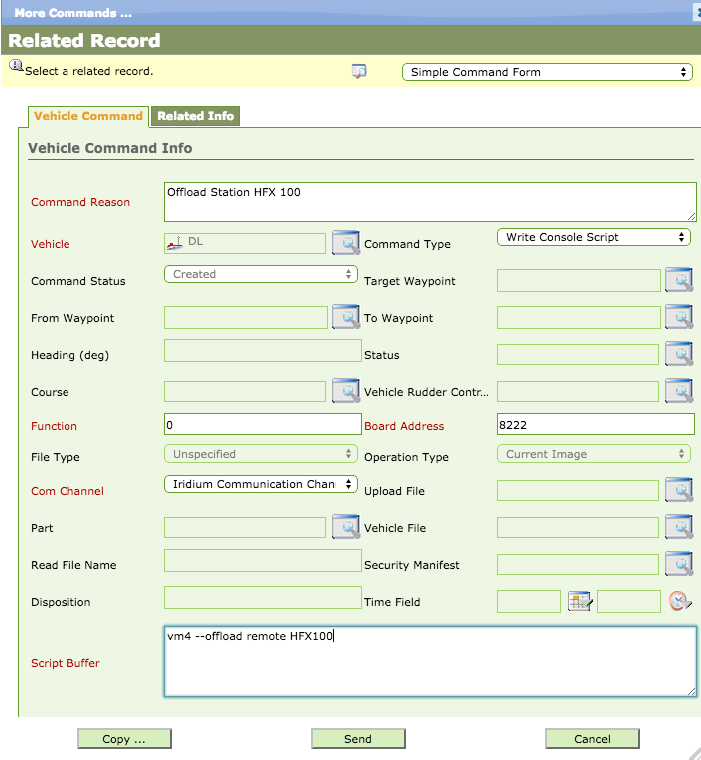 More Commands ...
Related Record
Select a related record.
Simple Command Form
Vehicle Command
Related Info
Vehicle Command Info
Command Reason
Offload Station HFX 100
Vehicle
DL
Command Type
Write Console Script
Command Status
Created
Target Waypoint
From Waypoint
To Waypoint
Heading (deg)
Status
Course
Vehicle Rudder Contr...
Function
0
Board Address
8222
File Type
Unspecified
Operation Type
Current Image
Com Channel
Iridium Communication Chan
Upload File
Part
Vehicle File
Read File Name
Security Manifest
Disposition
Time Field
Script Buffer
vm4 --offload remote HFX100
Copy ...
Send
Cancel